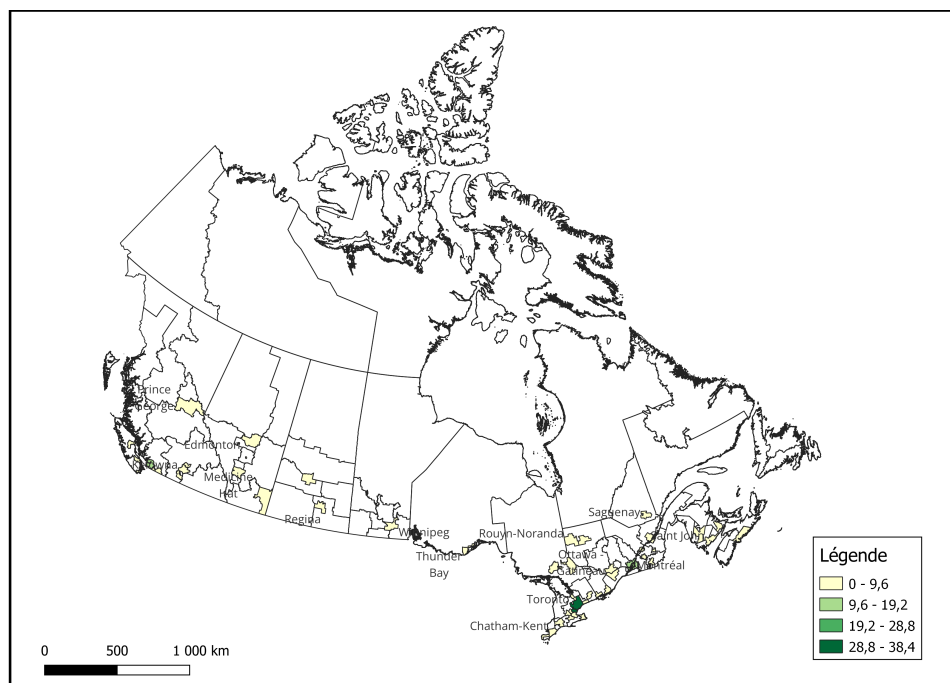 Prince
George
Edmonton
Kelowna
Medicine
Hat
Regina
Winnipeg
Thunder
Bay
Rouyn-Noranda
Saguenay
Saint John
Ottawa -
Gatineau
Montréal
Toronto
Chatham-Kent
Légende
0 - 9,6
9,6 - 19,2
19,2 - 28,8
28,8 - 38,4
0 500 1 000 km